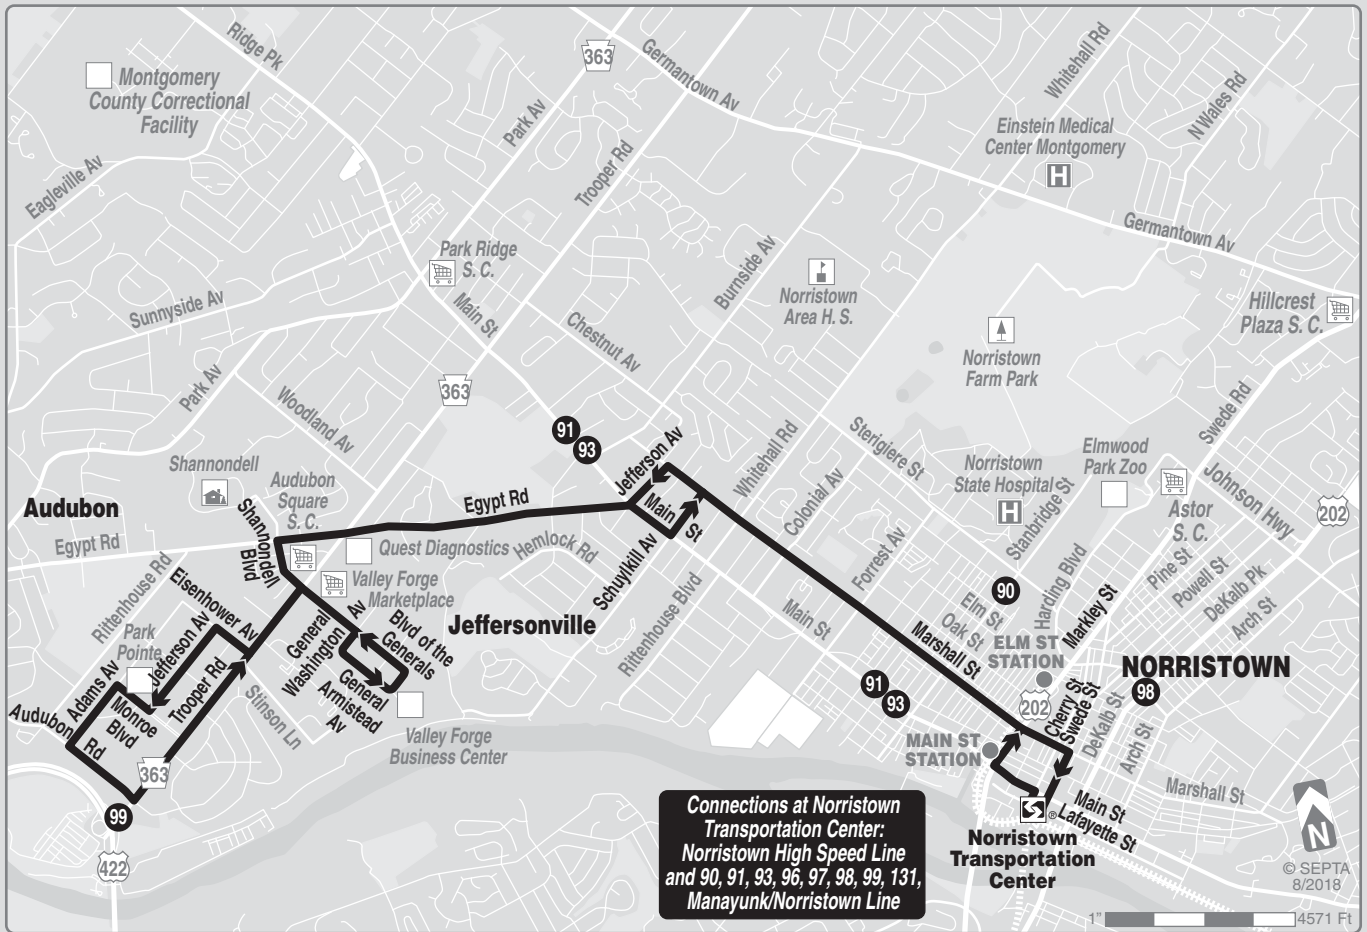 Ridge Pk
363
Germantown Av
Whitehall Rd
N Wales Rd
Montgomery
County Correctional
Facility
Park Av
Trooper Rd
Einstein Medical
Center Montgomery
H
Eagleville Av
Germantown Av
Park Ridge
S. C.
Burnside Av
Norristown
Area H. S.
Hillcrest
Plaza S. C.
Sunnyside Av
Main St
Chestnut Av
Norristown
Farm Park
Park Av
363
Woodland Av
Swede Rd
91
93
Jefferson Av
Whitehall Rd
Sterigiere St
Elmwood
Park Zoo
Shannondell
Audubon
Square
S. C.
Norristown
State Hospital
H
Johnson Hwy
Audubon
Egypt Rd
Main St
Colonial Av
Stanbridge St
Astor
S. C.
202
Egypt Rd
Shannondell
Blvd
Quest Diagnostics
Hemlock Rd
Forrest Av
Pine St
Powell St
DeKalb Pk
Arch St
Rittenhouse Rd
Eisenhower Av
Valley Forge
Marketplace
Schuylkill Av
Rittenhouse Blvd
Main St
90
Elm St
Oak St
Harding Blvd
Markley St
Park
Pointe
Jefferson Av
General
Washington
Av
Blvd of the
Generals
Jeffersonville
Marshall St
ELM ST
STATION
NORRISTOWN
Adams Av
Monroe
Blvd
Trooper Rd
Stinson Ln
General
Armistead
Av
91
93
202
Cherry St
Swede St
DeKalb St
98
Arch St
Audubon
Rd
363
Valley Forge
Business Center
MAIN ST
STATION
Marshall St
99
422
Connections at Norristown
Transportation Center:
Norristown High Speed Line
and 90, 91, 93, 96, 97, 98, 99, 131,
Manayunk/Norristown Line
®
Main St
Lafayette St
Norristown
Transportation
Center
N
© SEPTA
8/2018
1" 4571 Ft